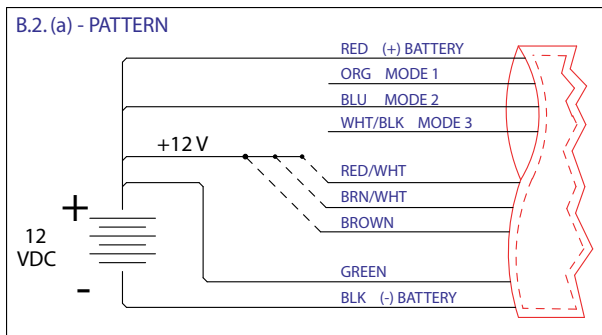 B.2. (a) - PATTERN
RED (+) BATTERY
ORG MODE 1
BLU MODE 2
WHT/BLK MODE 3
+12 V
RED/WHT
BRN/WHT
BROWN
+
12
VDC
-
GREEN
BLK (-) BATTERY